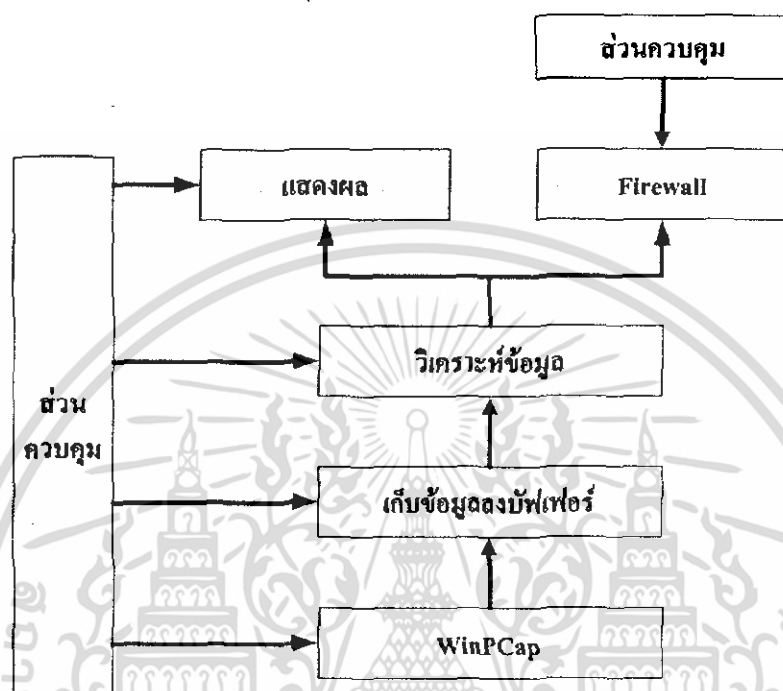 ส่วนควบคุม
แสดงผล
Firewall
วิเคราะห์ข้อมูล
ส่วน
ควบคุม
เก็บข้อมูลลงบัฟเฟอร์
WinPCap